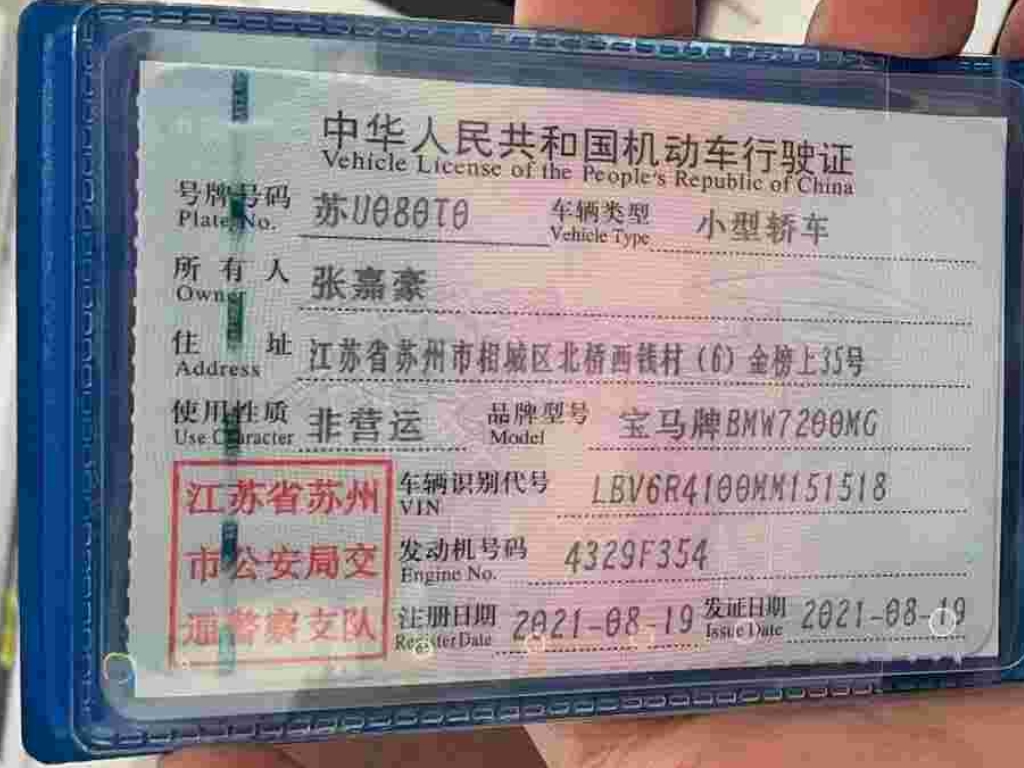 中华人民共和国机动车行驶证
Vehicle License of the People's Republic of China
号牌号码 苏U080T0 车辆类型 小型轿车
Plate No. Vehicle Type
所有人 张嘉豪
Owner
住址 江苏省苏州市相城区北桥西钱村(6)金榜上35号
Address
使用性质 非营运 品牌型号 宝马牌BMW7200MG
Use Character Model
江苏省苏州
市公安局交
通警察支队
车辆识别代号 LBV6R4100MM151518
VIN
发动机号码 4329F354
Engine No.
注册日期 2021-08-19 发证日期 2021-08-19
Register Date Issue Date